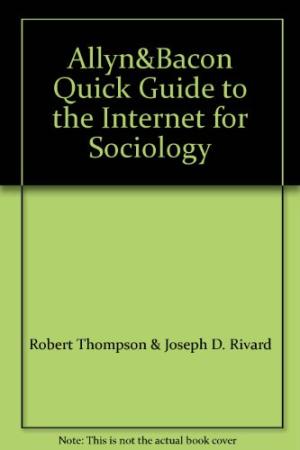 Allyn&Bacon
Quick Guide to
the Internet for
Sociology
Robert Thompson & Joseph D. Rivard
Note: This is not the actual book cover